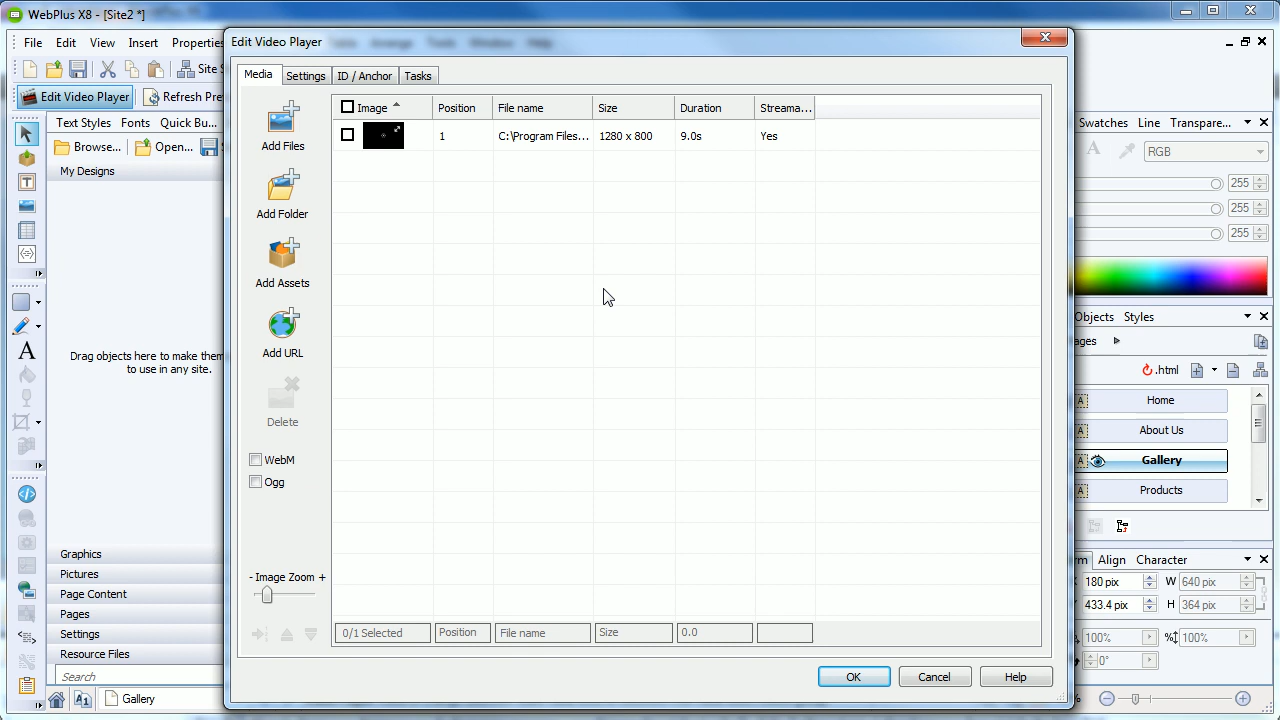 WebPlus X8 - [Site2 *]
File Edit View Insert Properties
Edit Video Player
Site S
Edit Video Player Refresh Pre
Text Styles Fonts Quick Bu
Browse... Open...
My Designs
Drag objects here to make them
to use in any site.
Graphics
Pictures
Page Content
Pages
Settings
Resource Files
Search
Gallery
Media Settings ID / Anchor Tasks
Add Files
Add Folder
Add Assets
Add URL
Delete
WebM
Ogg
- Image Zoom +
Image Position File name Size Duration Streama...
1 C:\Program Files... 1280 x 800 9.0s Yes
0/1 Selected Position File name Size 0.0
OK Cancel Help
Swatches Line Transpare...
RGB
255
255
255
Objects Styles
ages
.html
A Home
A About Us
A Gallery
A Products
rm Align Character
X 180 pix W 640 pix
Y 433.4 pix H 364 pix
100% 100%
0°
%